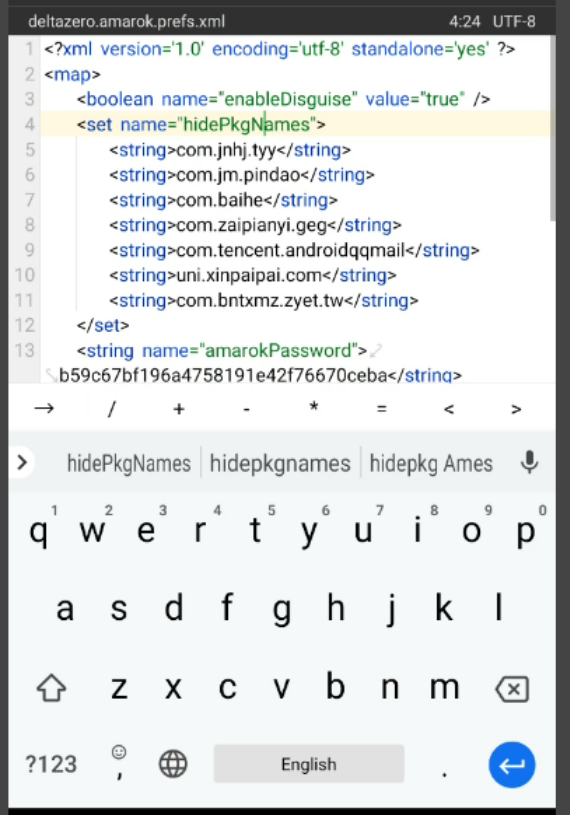 deltazero.amarok.prefs.xml 4:24 UTF-8
1 <?xml version='1.0' encoding='utf-8' standalone='yes' ?>
2 <map>
3 <boolean name="enableDisguise" value="true" />
4 <set name="hidePkgNames">
5 <string>com.jnhj.tyy</string>
6 <string>com.jm.pindao</string>
7 <string>com.baihe</string>
8 <string>com.zaipianyi.geg</string>
9 <string>com.tencent.androidqqmail</string>
10 <string>uni.xinpaipai.com</string>
11 <string>com.bntxmz.zyet.tw</string>
12 </set>
13 <string name="amarokPassword">
b59c67bf196a4758191e42f76670ceba</string>
→ / + - * = < >
> hidePkgNames hidepkgnames hidepkg Ames
1 2 3 4 5 6 7 8 9 0
q w e r t y u i o p
a s d f g h j k l
z x c v b n m
?123 , English .